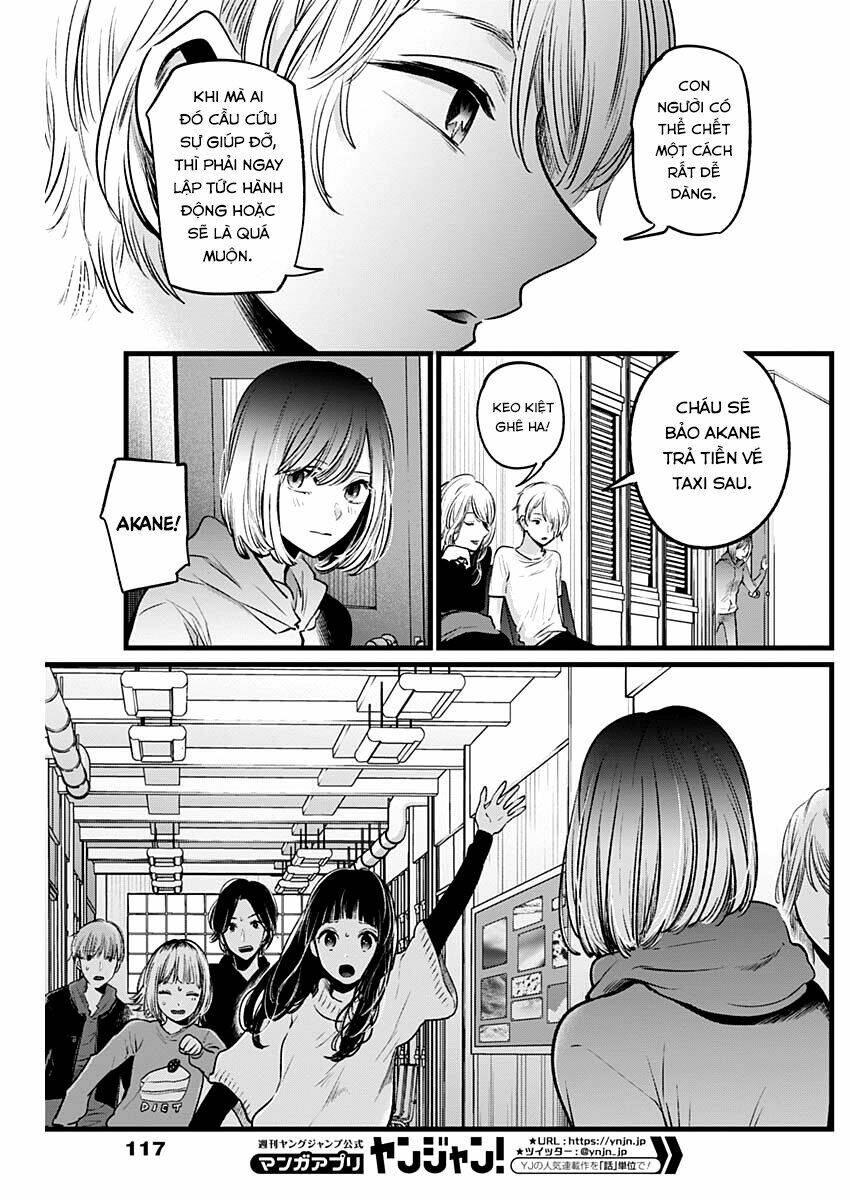 CON
NGƯỜI CÓ
THỂ CHẾT
MỘT CÁCH
RẤT DỄ
DÀNG.
KHI MÀ AI
ĐÓ CẦU CỨU
SỰ GIÚP ĐỠ,
THÌ PHẢI NGAY
LẬP TỨC HÀNH
ĐỘNG HOẶC
SẼ LÀ QUÁ
MUỘN.
CHÁU SẼ
BẢO AKANE
TRẢ TIỀN VÉ
TAXI SAU.
KEO KIỆT
GHÊ HA!
AKANE!
DIET
117
週刊ヤングジャンプ公式
マンガアプリ
ヤンジャン!
★URL:https://ynjn.jp
★ツイッター:@ynjn_jp
YJの人気連載作を「話」単位で!